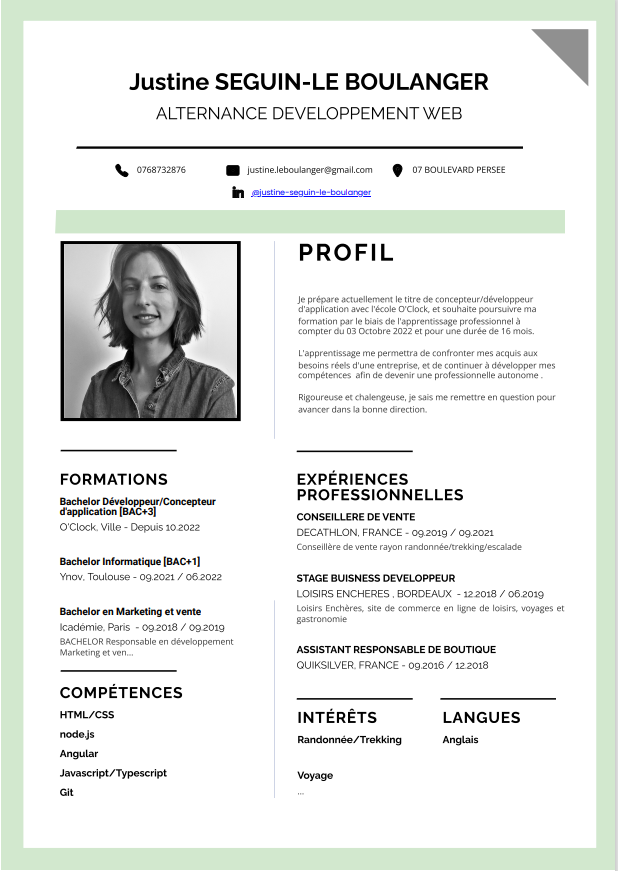 Justine SEGUIN-LE BOULANGER
ALTERNANCE DEVELOPPEMENT WEB
0768732876
justine.leboulanger@gmail.com
07 BOULEVARD PERSEE
@justine-seguin-le-boulanger
PROFIL
Je prépare actuellement le titre de concepteur/développeur
d'application avec l'école O'Clock, et souhaite poursuivre ma
formation par le biais de l'apprentissage professionnel à
compter du 03 Octobre 2022 et pour une durée de 16 mois.
L'apprentissage me permettra de confronter mes acquis aux
besoins réels d'une entreprise, et de continuer à développer mes
compétences afin de devenir une professionnelle autonome .
Rigoureuse et chalengeuse, je sais me remettre en question pour
avancer dans la bonne direction.
FORMATIONS
Bachelor Développeur/Concepteur
d'application [BAC+3]
O'Clock, Ville - Depuis 10.2022
Bachelor Informatique [BAC+1]
Ynov, Toulouse - 09.2021 / 06.2022
Bachelor en Marketing et vente
Icadémie, Paris - 09.2018 / 09.2019
BACHELOR Responsable en développement
Marketing et ven...
COMPÉTENCES
HTML/CSS
node.js
Angular
Javascript/Typescript
Git
EXPÉRIENCES
PROFESSIONNELLES
CONSEILLERE DE VENTE
DECATHLON, FRANCE - 09.2019 / 09.2021
Conseillère de vente rayon randonnée/trekking/escalade
STAGE BUISNESS DEVELOPPEUR
LOISIRS ENCHERES , BORDEAUX - 12.2018 / 06.2019
Loisirs Enchères, site de commerce en ligne de loisirs, voyages et
gastronomie
ASSISTANT RESPONSABLE DE BOUTIQUE
QUIKSILVER, FRANCE - 09.2016 / 12.2018
INTÉRÊTS
Randonnée/Trekking
Voyage
...
LANGUES
Anglais